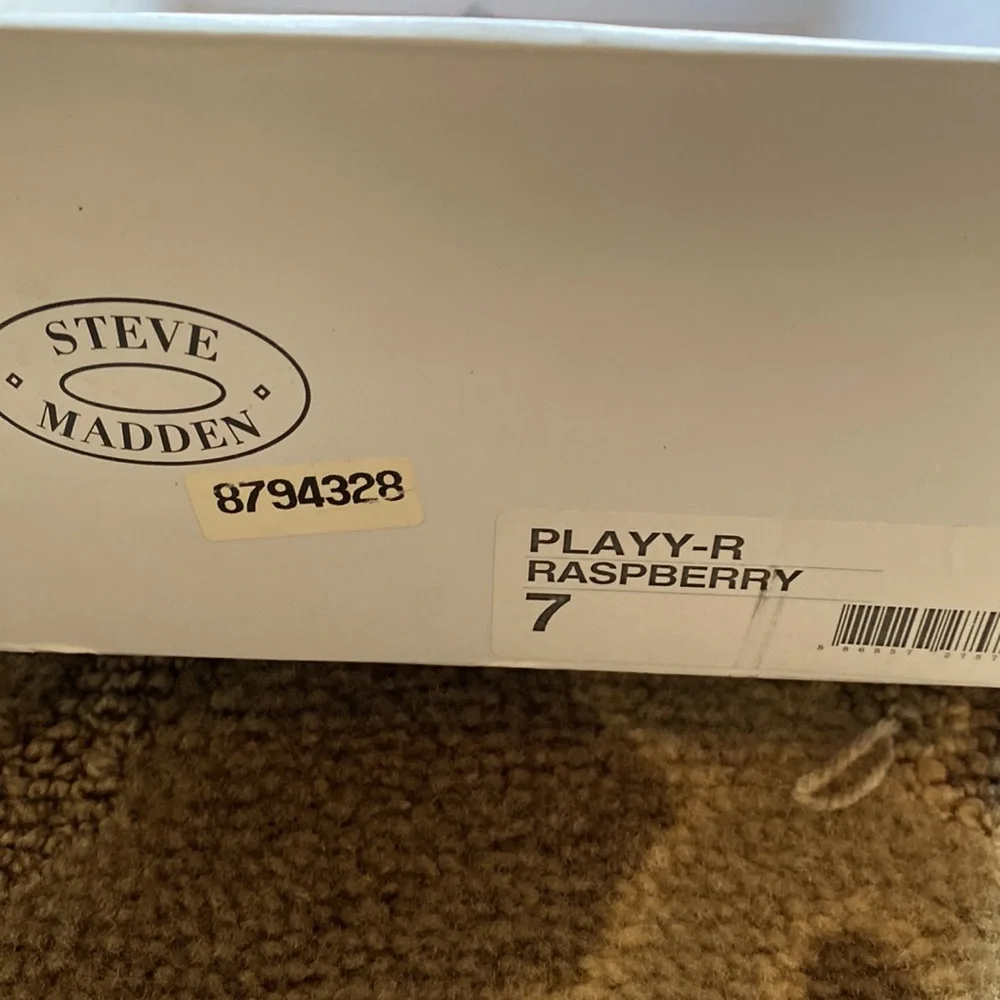 STEVE
MADDEN
8794328
PLAYY-R
RASPBERRY
7